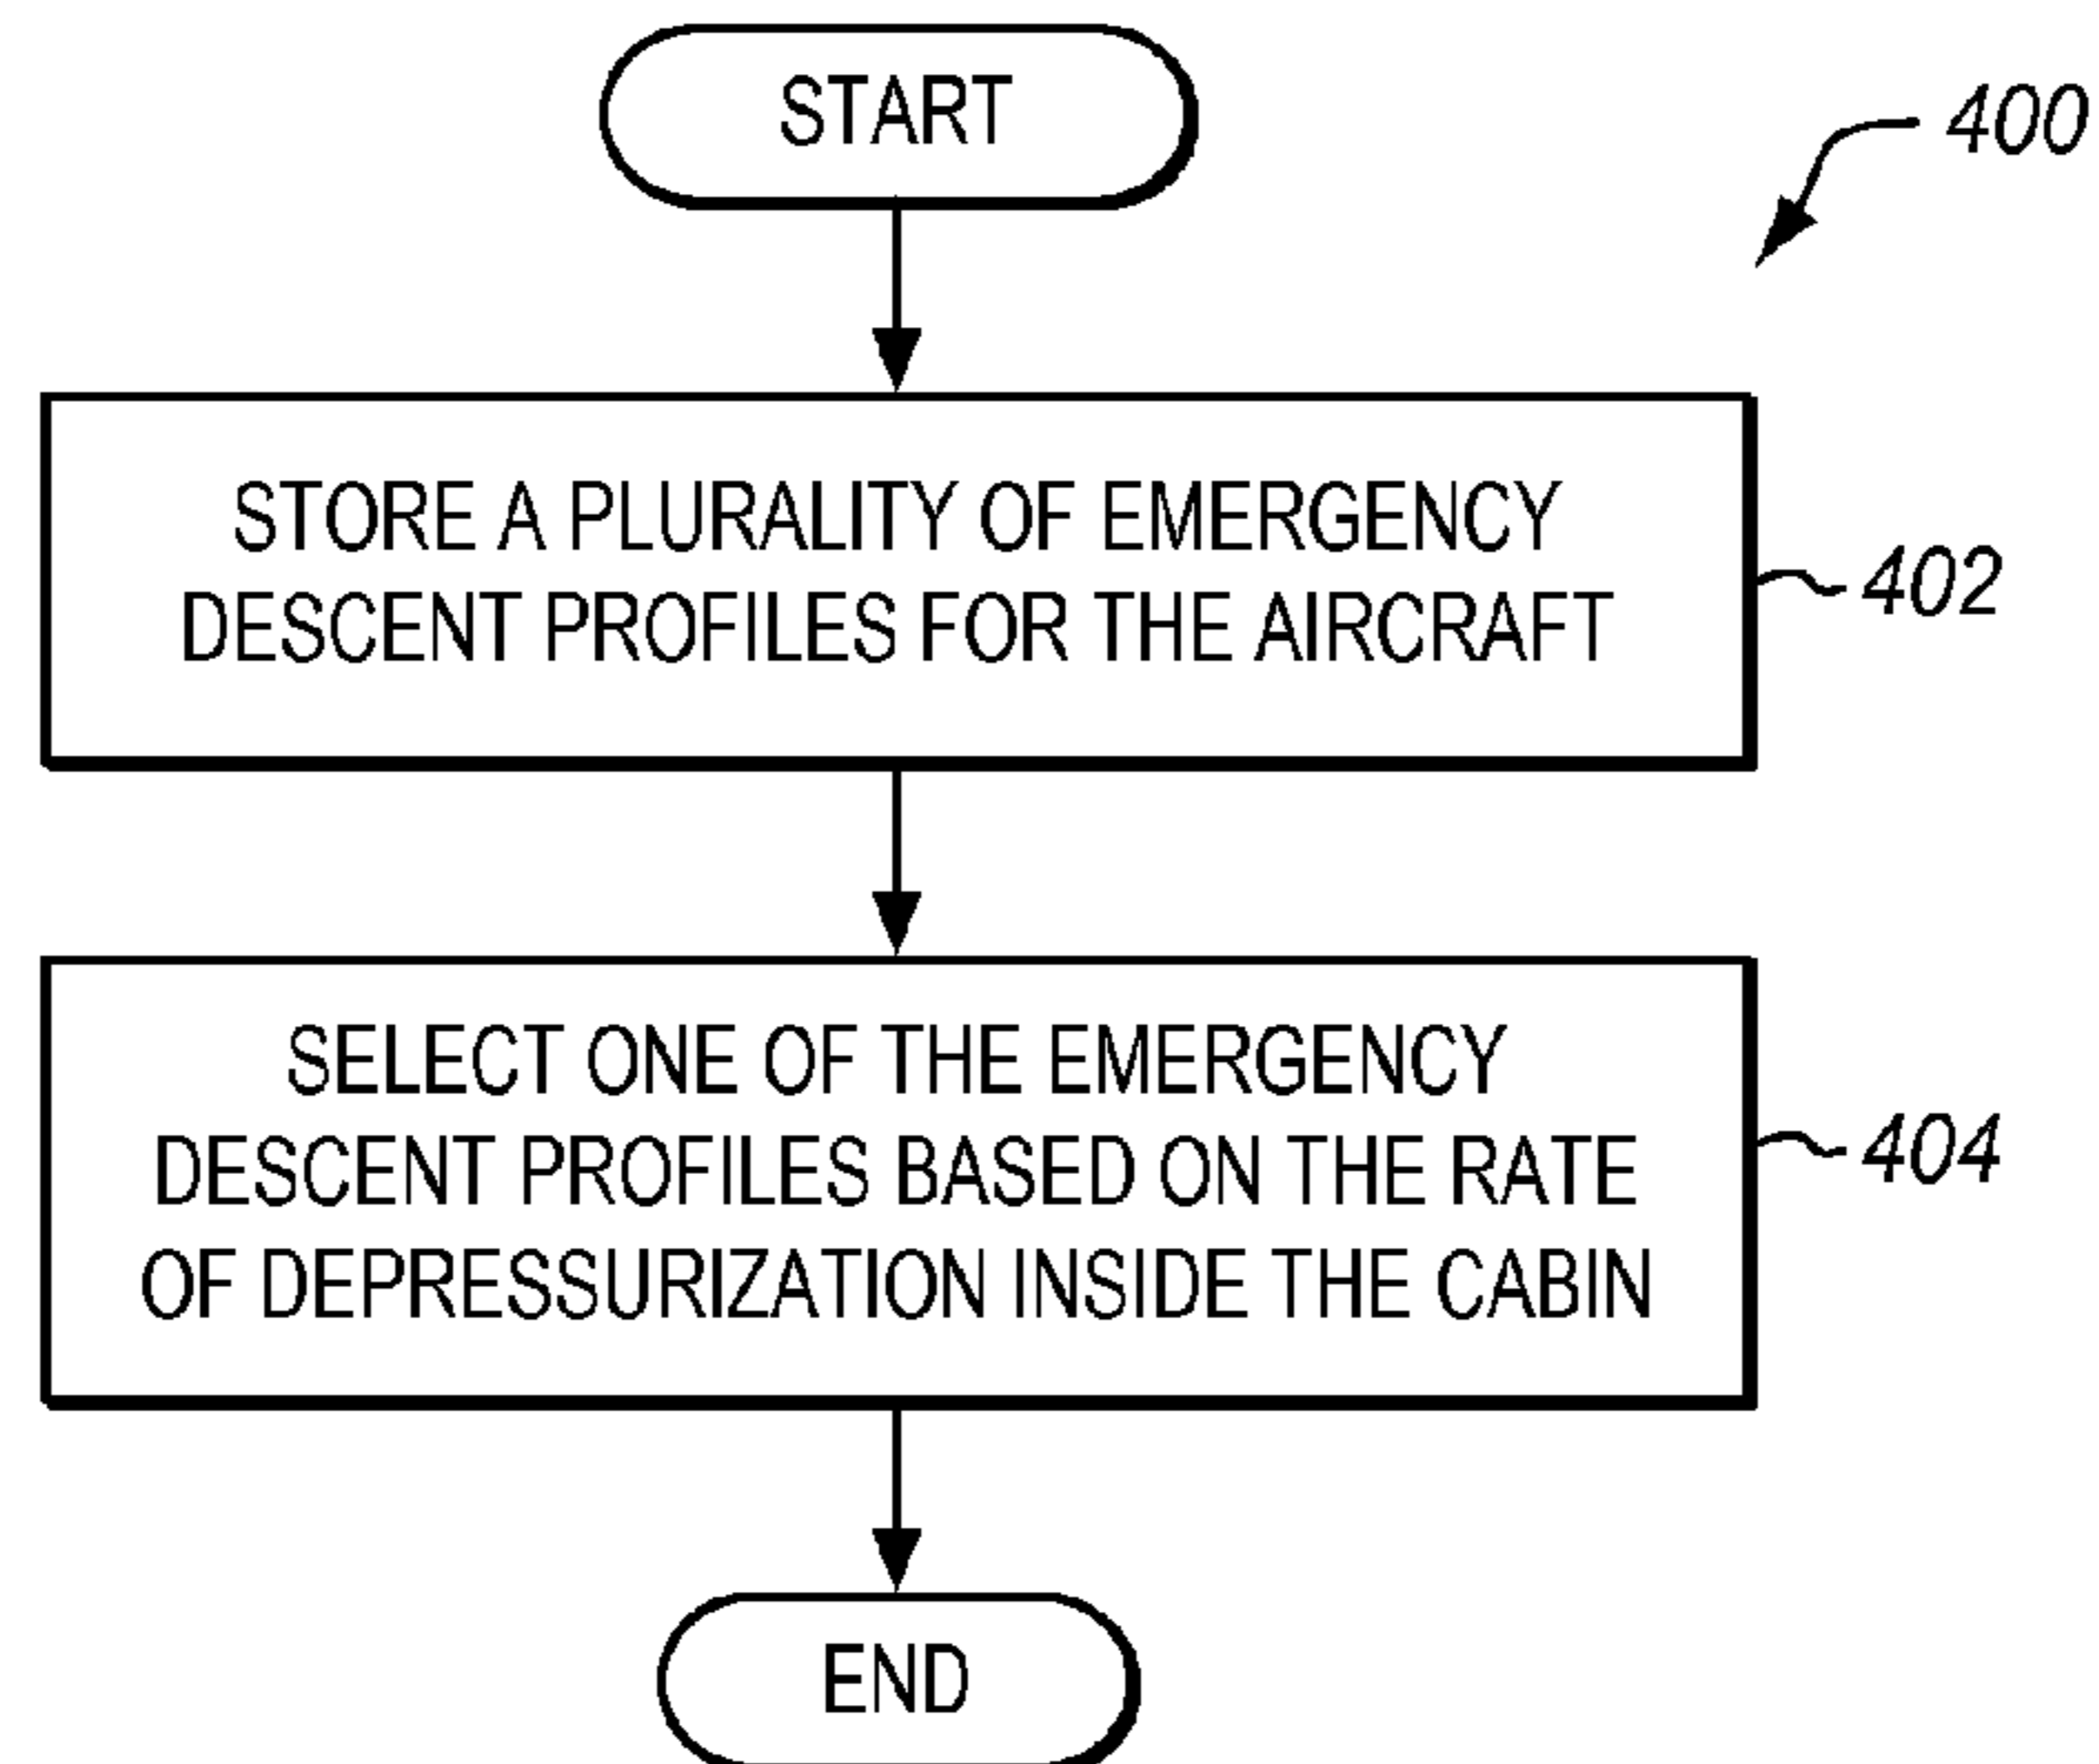 START
400
STORE A PLURALITY OF EMERGENCY
DESCENT PROFILES FOR THE AIRCRAFT
402
SELECT ONE OF THE EMERGENCY
DESCENT PROFILES BASED ON THE RATE
OF DEPRESSURIZATION INSIDE THE CABIN
404
END